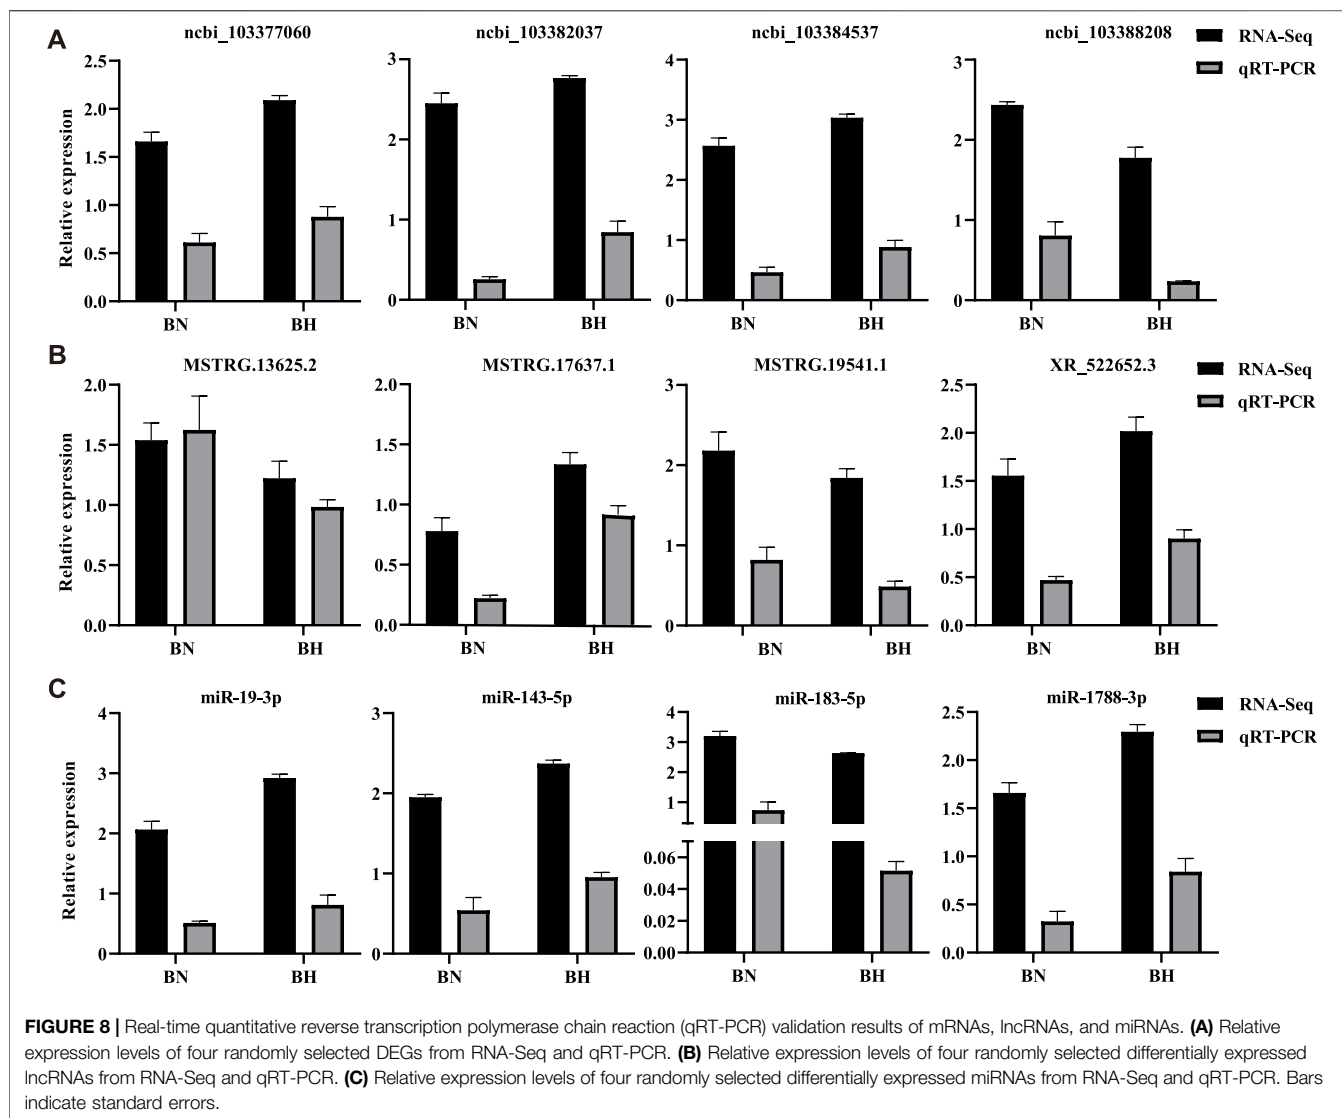 A
ncbi_103377060
ncbi_103382037
ncbi_103384537
ncbi_103388208
RNA-Seq
qRT-PCR
Relative expression
2.5
2.0
1.5
1.0
0.5
0.0
BN
BH
3
2
1
0
BN
BH
4
3
2
1
0
BN
BH
3
2
1
0
BN
BH
B
MSTRG.13625.2
MSTRG.17637.1
MSTRG.19541.1
XR_522652.3
RNA-Seq
qRT-PCR
Relative expression
2.0
1.5
1.0
0.5
0.0
BN
BH
2.0
1.5
1.0
0.5
0.0
BN
BH
3
2
1
0
BN
BH
2.5
2.0
1.5
1.0
0.5
0.0
BN
BH
C
miR-19-3p
miR-143-5p
miR-183-5p
miR-1788-3p
RNA-Seq
qRT-PCR
Relative expression
4
3
2
1
0
BN
BH
3
2
1
0
BN
BH
4
3
2
1
0.06
0.04
0.02
0.00
BN
BH
2.5
2.0
1.5
1.0
0.5
0.0
BN
BH
FIGURE 8 | Real-time quantitative reverse transcription polymerase chain reaction (qRT-PCR) validation results of mRNAs, lncRNAs, and miRNAs. (A) Relative
expression levels of four randomly selected DEGs from RNA-Seq and qRT-PCR. (B) Relative expression levels of four randomly selected differentially expressed
lncRNAs from RNA-Seq and qRT-PCR. (C) Relative expression levels of four randomly selected differentially expressed miRNAs from RNA-Seq and qRT-PCR. Bars
indicate standard errors.